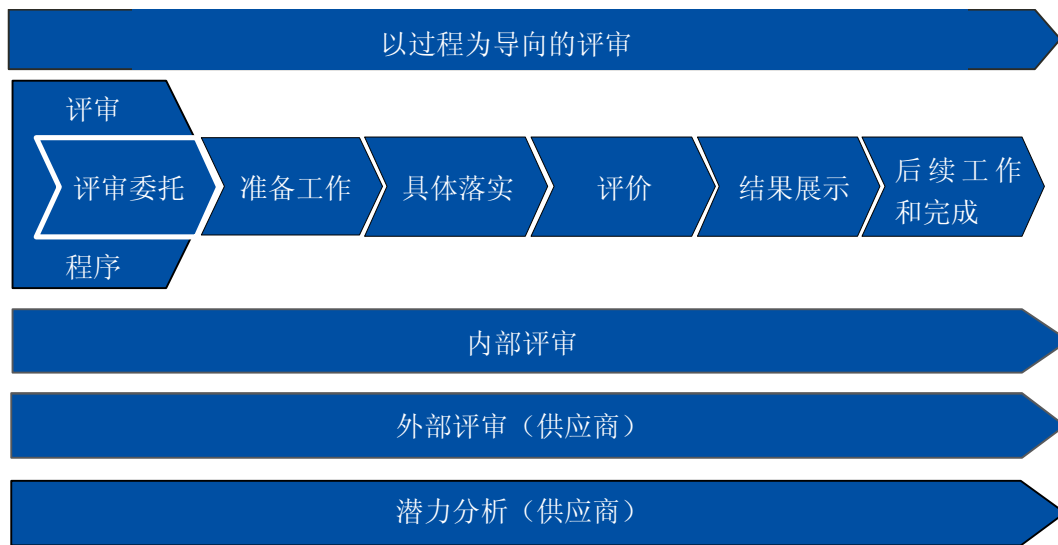 以过程为导向的评审
评审
评审委托
准备工作
具体落实
评价
结果展示
后续工作
和完成
程序
内部评审
外部评审（供应商）
潜力分析（供应商）